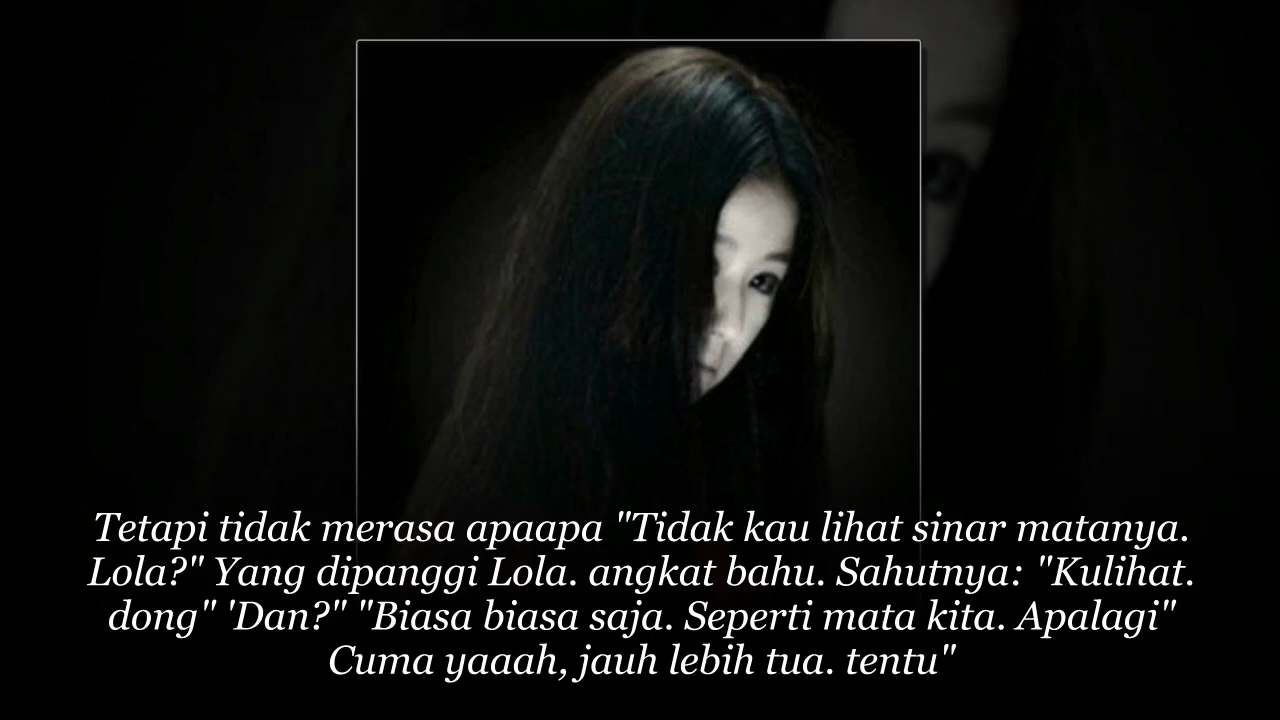 Tetapi tidak merasa apaapa "Tidak kau lihat sinar matanya.
Lola?" Yang dipanggi Lola. angkat bahu. Sahutnya: "Kulihat.
dong" 'Dan?" "Biasa biasa saja. Seperti mata kita. Apalagi"
Cuma yaaah, jauh lebih tua. tentu"